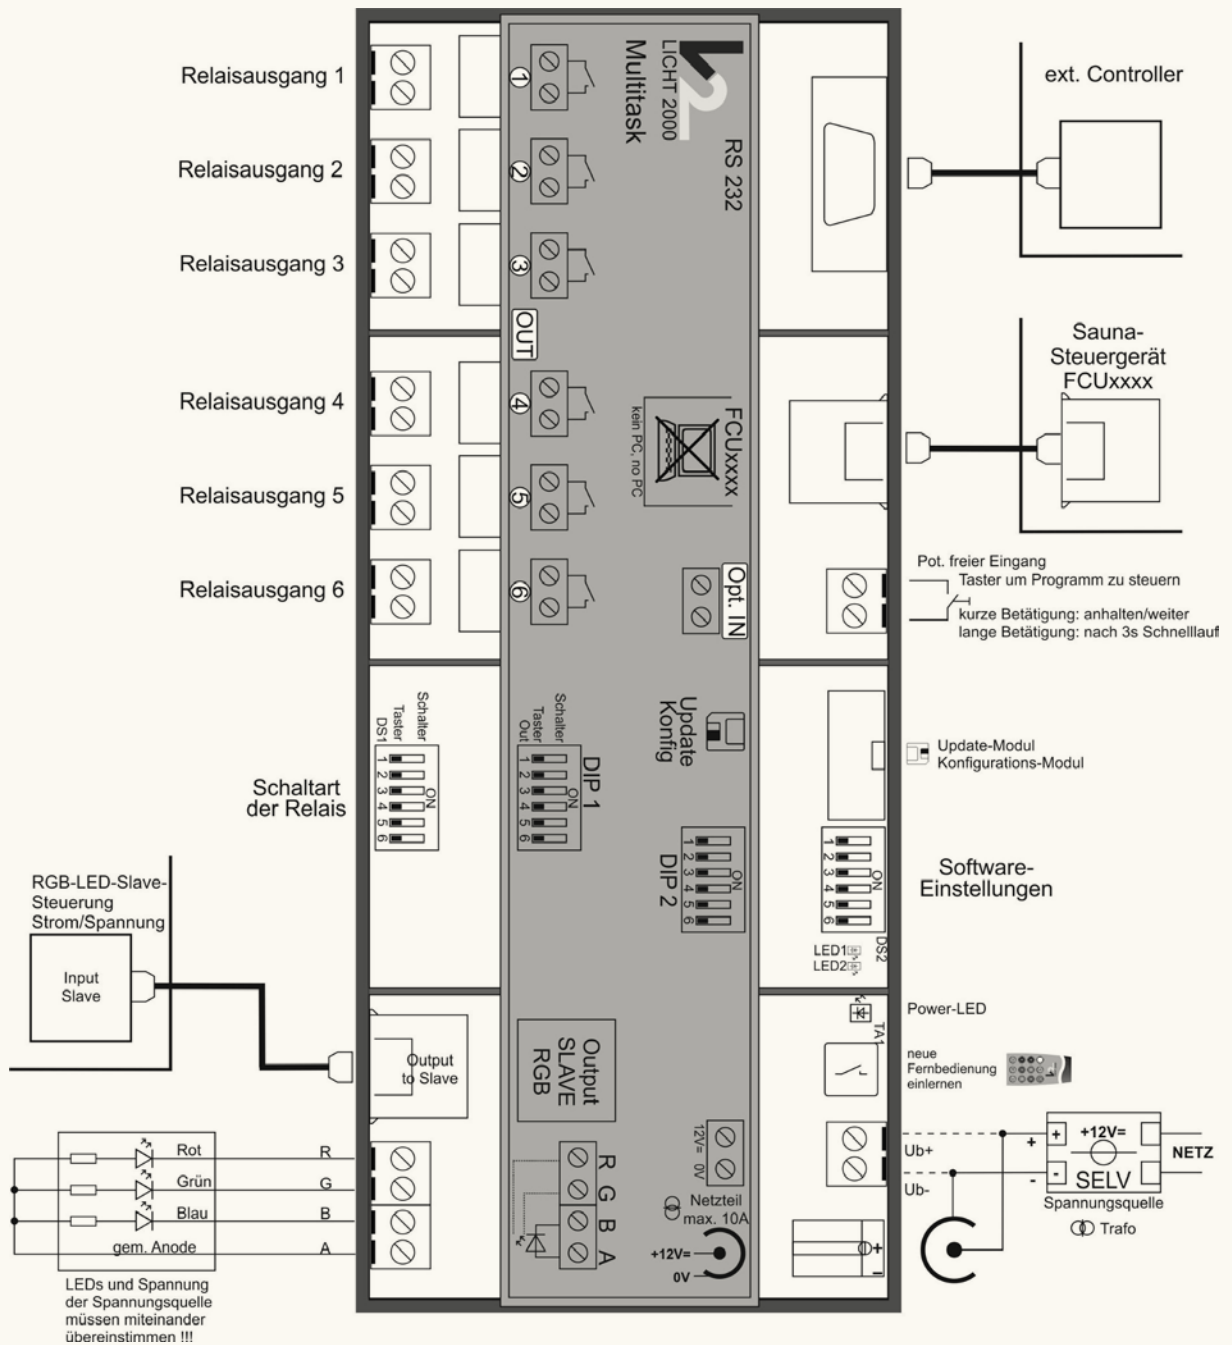 Relaisausgang 1
Relaisausgang 2
Relaisausgang 3
Relaisausgang 4
Relaisausgang 5
Relaisausgang 6
Schaltart
der Relais
RGB-LED-Slave-
Steuerung
Strom/Spannung
Input
Slave
Rot
Grün
Blau
gem. Anode
R
G
B
A
LEDs und Spannung
der Spannungsquelle
müssen miteinander
übereinstimmen !!!
Schalter
Taster
DS1
1
2
3
4
5
6
ON
Output
to Slave
1
2
3
OUT
4
5
6
LICHT 2000
Multitask
RS 232
FCUxxxx
kein PC, no PC
Opt. IN
Update
Konfig
Schalter
Taster
Out
1
2
3
4
5
6
ON
DIP 1
1
2
3
4
5
6
ON
DIP 2
Output
SLAVE
RGB
R
G
B
A
12V=
0V
Netzteil
max. 10A
+12V=
0V
1
2
3
4
5
6
ON
DS2
LED1
LED2
TA1
+
–
ext. Controller
Sauna-
Steuergerät
FCUxxxx
Pot. freier Eingang
Taster um Programm zu steuern
kurze Betätigung: anhalten/weiter
lange Betätigung: nach 3s Schnelllauf
Update-Modul
Konfigurations-Modul
Software-
Einstellungen
Power-LED
neue
Fernbedienung
einlernen
Ub+
Ub-
+
-
+
-
+12V=
SELV
NETZ
Spannungsquelle
Trafo